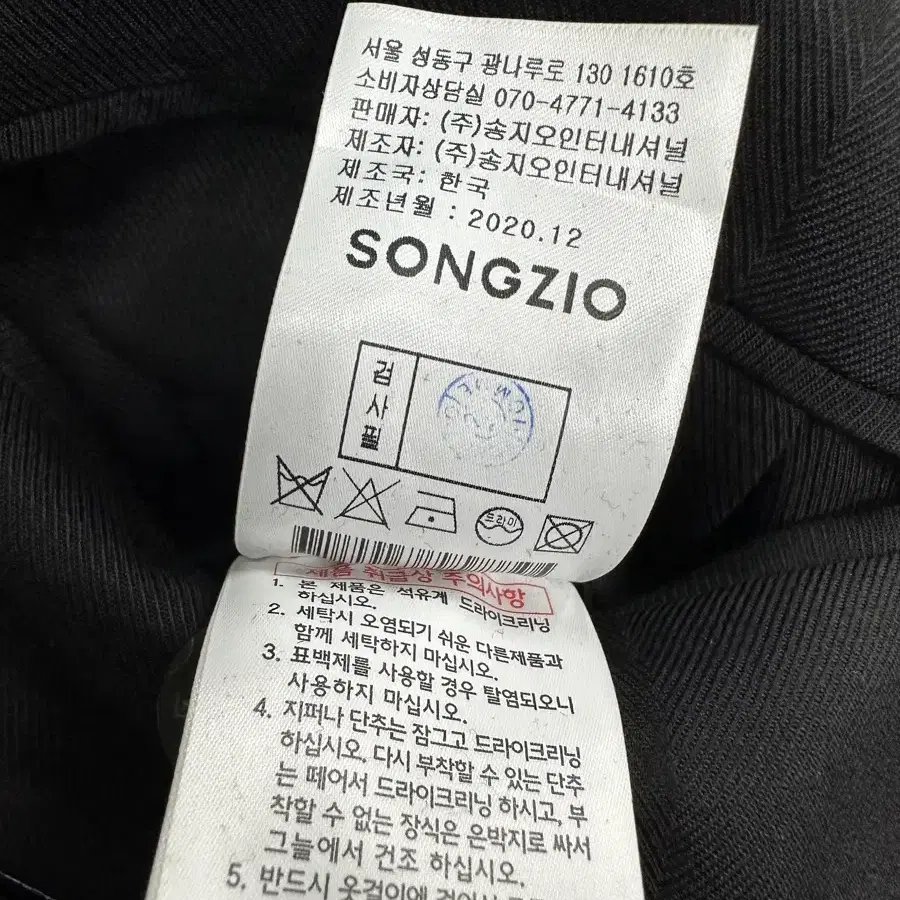 서울 성동구 광나루로 130 1610호
소비자상담실 070-4771-4133
판매자: (주)송지오인터내셔널
제조자: (주)송지오인터내셔널
제조국: 한국
제조년월 : 2020.12
SONGZIO
검사필
드라이
제품 취급상 주의사항
1. 본 제품은 석유계 드라이크리닝
하십시오.
2. 세탁시 오염되기 쉬운 다른제품과
함께 세탁하지 마십시오.
3. 표백제를 사용할 경우 탈염되오니
사용하지 마십시오.
4. 지퍼나 단추는 잠그고 드라이크리닝
하십시오. 다시 부착할 수 있는 단추
는 떼어서 드라이크리닝 하시고, 부
착할 수 없는 장식은 은박지로 싸서
그늘에서 건조 하십시오.
5. 반드시 옷걸이에